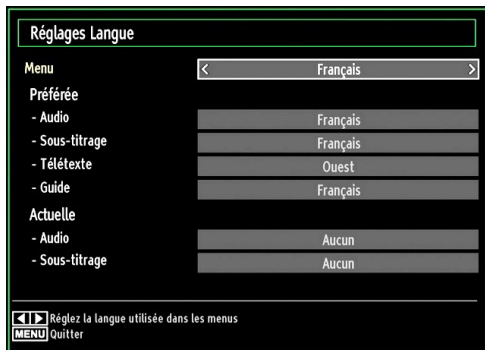 Réglages Langue
Menu < Français >
Préférée
- Audio Français
- Sous-titrage Français
- Télétexte Ouest
- Guide Français
Actuelle
- Audio Aucun
- Sous-titrage Aucun
◀ ▶ Réglez la langue utilisée dans les menus
MENU Quitter